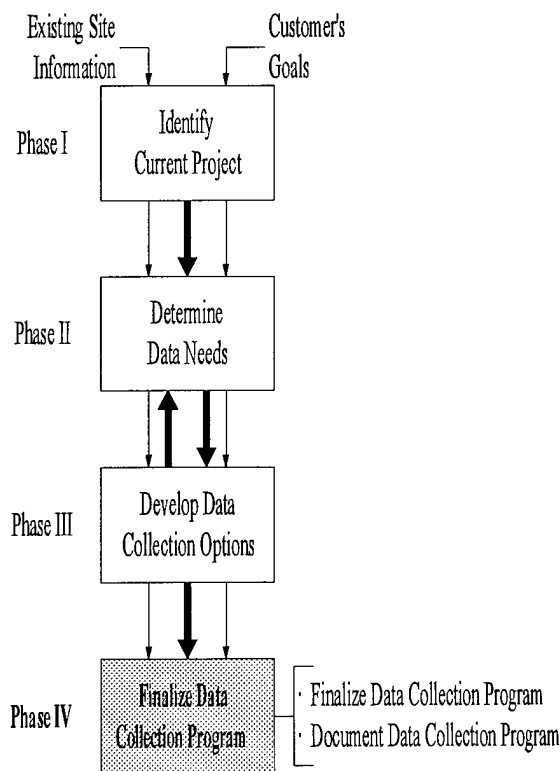 Existing Site
Information
Customer's
Goals
Phase I
Identify
Current Project
Phase II
Determine
Data Needs
Phase III
Develop Data
Collection Options
Phase IV
Finalize Data
Collection Program
· Finalize Data Collection Program
· Document Data Collection Program